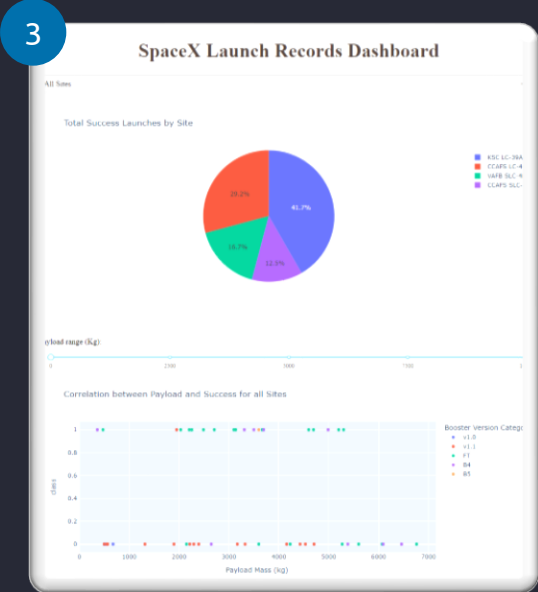 3
SpaceX Launch Records Dashboard
All Sites
Total Success Launches by Site
KSC LC-39A
CCAFS LC-4
VAFB SLC-4
CCAFS SLC-
29.2%
41.7%
16.7%
12.5%
yload range (Kg)
0 2500 5000 7500
Correlation between Payload and Success for all Sites
Booster Version Catego
v1.0
v1.1
FT
B4
B5
1
0.8
0.6
0.4
0.2
0
class
0 1000 2000 3000 4000 5000 6000 7000
Payload Mass (kg)